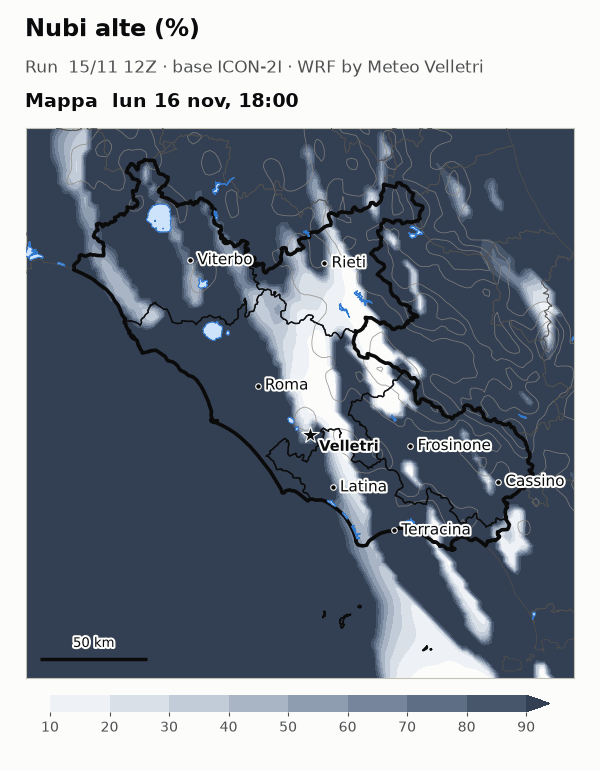 Nubi alte (%)
Run  15/11 12Z · base ICON-2I · WRF by Meteo Velletri
Mappa  lun 16 nov, 18:00
Viterbo
Rieti
Roma
Velletri
Frosinone
Cassino
Latina
Terracina
50 km
10 20 30 40 50 60 70 80 90